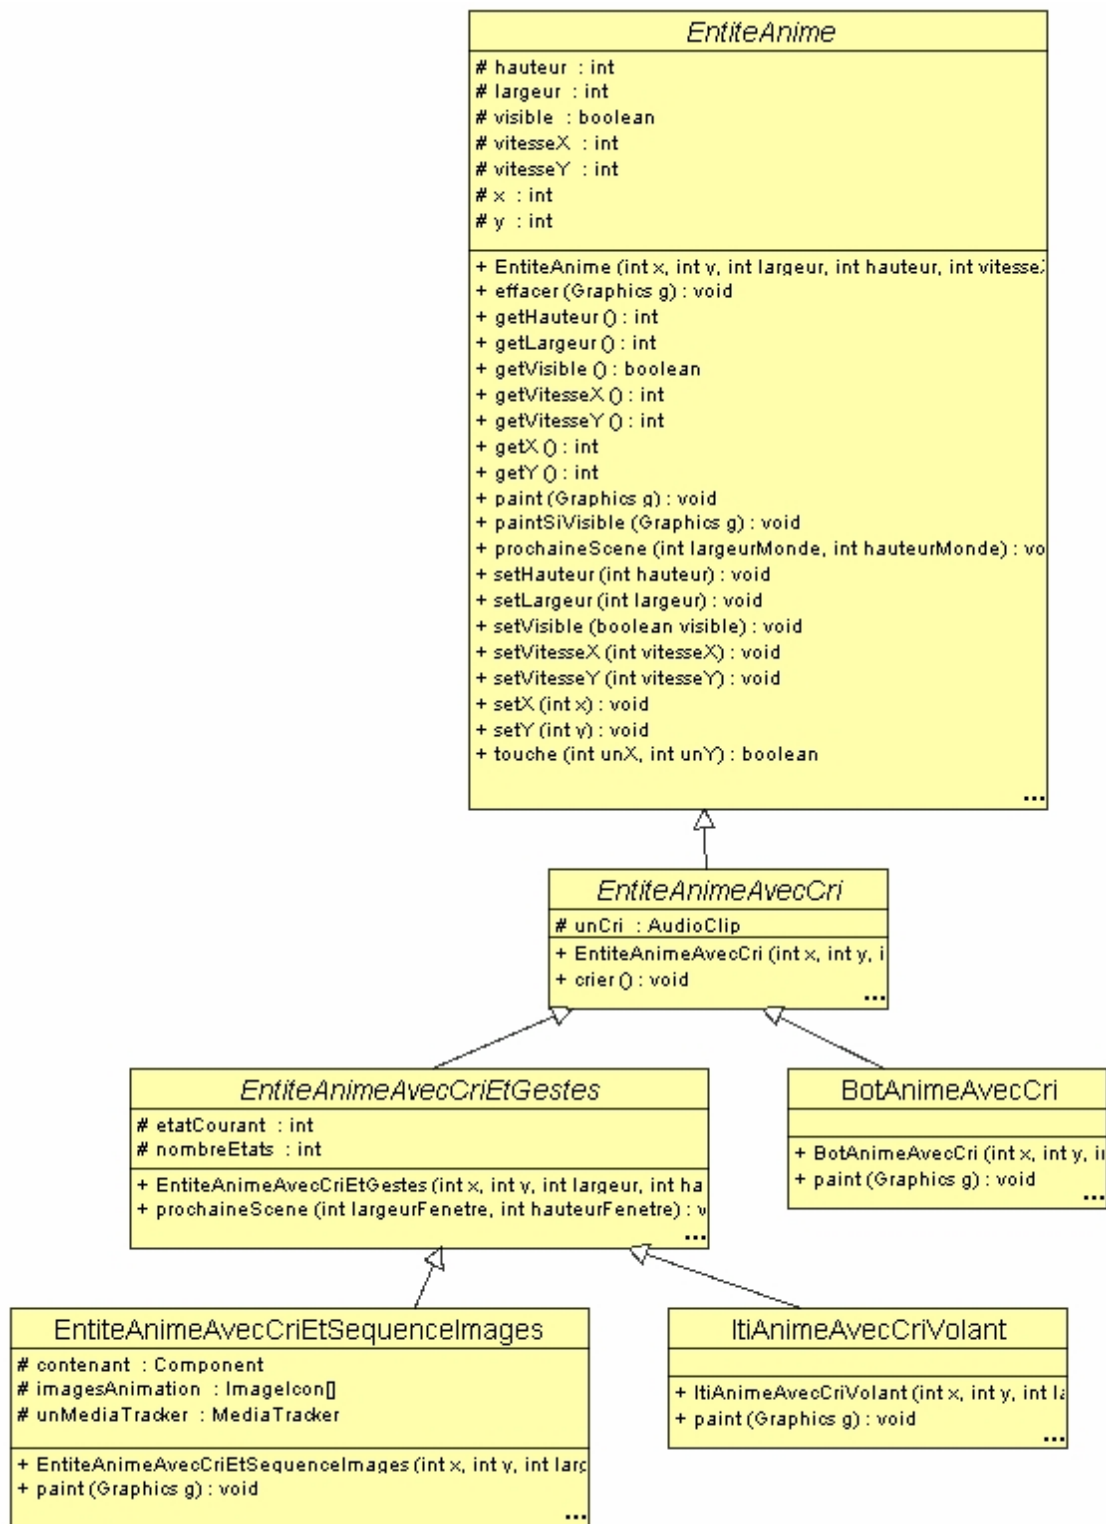 EntiteAnime
# hauteur : int
# largeur : int
# visible : boolean
# vitesseX : int
# vitesseY : int
# x : int
# y : int
+ EntiteAnime (int x, int y, int largeur, int hauteur, int vitesse
+ effacer (Graphics g) : void
+ getHauteur () : int
+ getLargeur () : int
+ getVisible () : boolean
+ getVitesseX () : int
+ getVitesseY () : int
+ getX () : int
+ getY () : int
+ paint (Graphics g) : void
+ paintSiVisible (Graphics g) : void
+ prochaineScene (int largeurMonde, int hauteurMonde) : vo
+ setHauteur (int hauteur) : void
+ setLargeur (int largeur) : void
+ setVisible (boolean visible) : void
+ setVitesseX (int vitesseX) : void
+ setVitesseY (int vitesseY) : void
+ setX (int x) : void
+ setY (int y) : void
+ touche (int unX, int unY) : boolean
...
EntiteAnimeAvecCri
# unCri : AudioClip
+ EntiteAnimeAvecCri (int x, int y, i
+ crier () : void
...
EntiteAnimeAvecCriEtGestes
# etatCourant : int
# nombreEtats : int
+ EntiteAnimeAvecCriEtGestes (int x, int y, int largeur, int ha
+ prochaineScene (int largeurFenetre, int hauteurFenetre) : v
...
BotAnimeAvecCri
+ BotAnimeAvecCri (int x, int y, in
+ paint (Graphics g) : void
...
EntiteAnimeAvecCriEtSequenceImages
# contenant : Component
# imagesAnimation : ImageIcon[]
# unMediaTracker : MediaTracker
+ EntiteAnimeAvecCriEtSequenceImages (int x, int y, int larg
+ paint (Graphics g) : void
...
ItiAnimeAvecCriVolant
+ ItiAnimeAvecCriVolant (int x, int y, int la
+ paint (Graphics g) : void
...